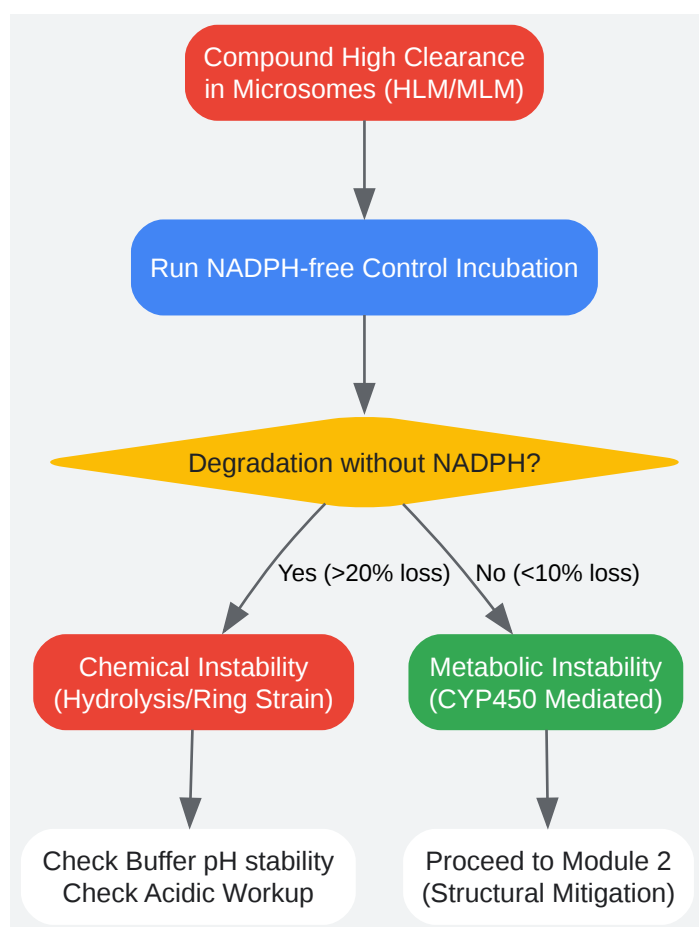 Compound High Clearance
in Microsomes (HLM/MLM)
Run NADPH-free Control Incubation
Degradation without NADPH?
Yes (>20% loss)
No (<10% loss)
Chemical Instability
(Hydrolysis/Ring Strain)
Metabolic Instability
(CYP450 Mediated)
Check Buffer pH stability
Check Acidic Workup
Proceed to Module 2
(Structural Mitigation)